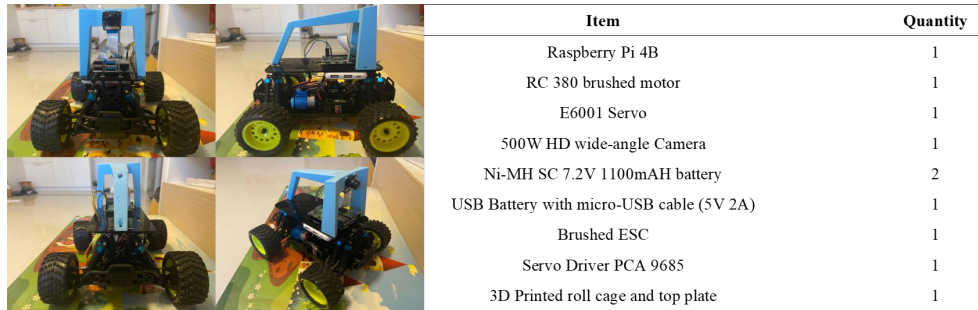 Item Quantity
Raspberry Pi 4B 1
RC 380 brushed motor 1
E6001 Servo 1
500W HD wide-angle Camera 1
Ni-MH SC 7.2V 1100mAH battery 2
USB Battery with micro-USB cable (5V 2A) 1
Brushed ESC 1
Servo Driver PCA 9685 1
3D Printed roll cage and top plate 1